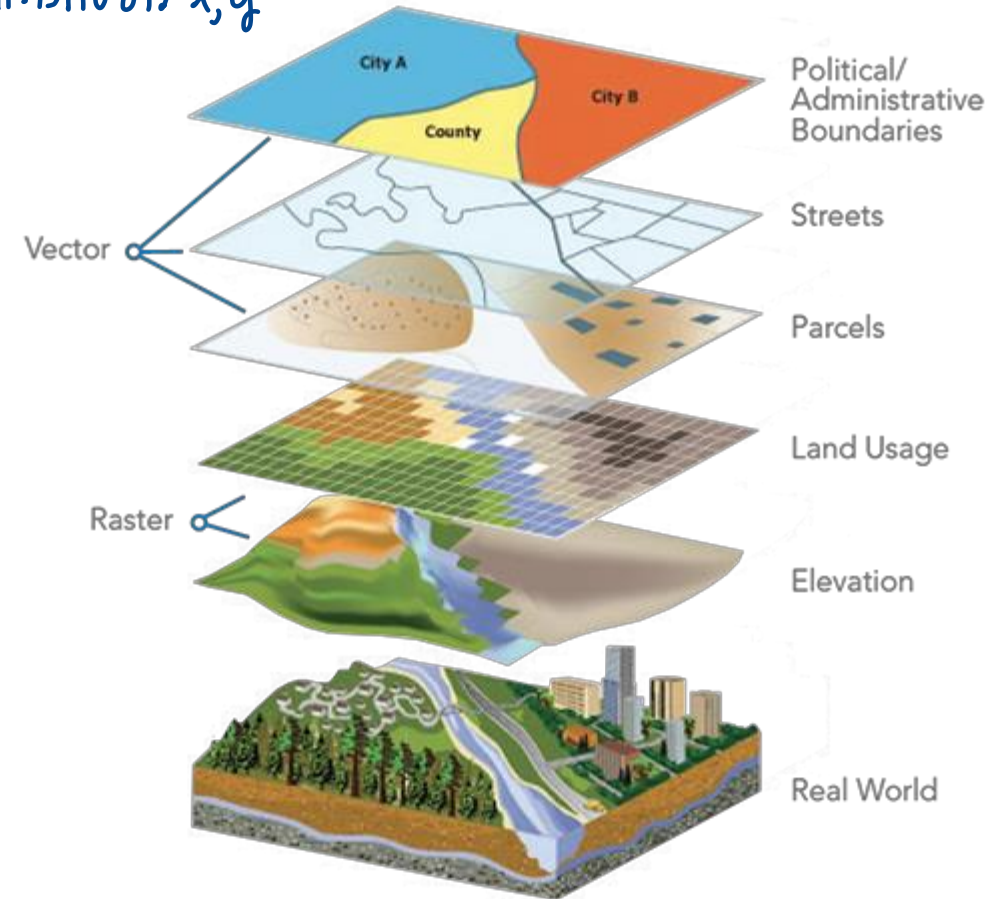 x, y
City A
City B
County
Political/
Administrative
Boundaries
Streets
Vector
Parcels
Land Usage
Raster
Elevation
Real World